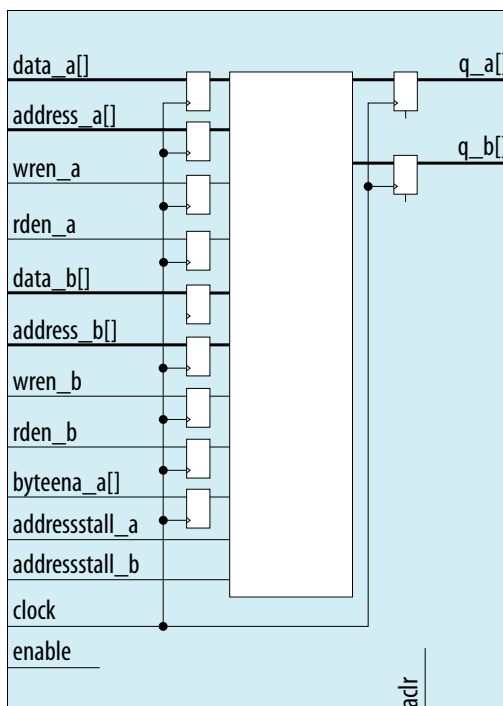 data_a[]
q_a[]
address_a[]
q_b[]
wren_a
rden_a
data_b[]
address_b[]
wren_b
rden_b
byteena_a[]
addressstall_a
addressstall_b
clock
enable
aclr